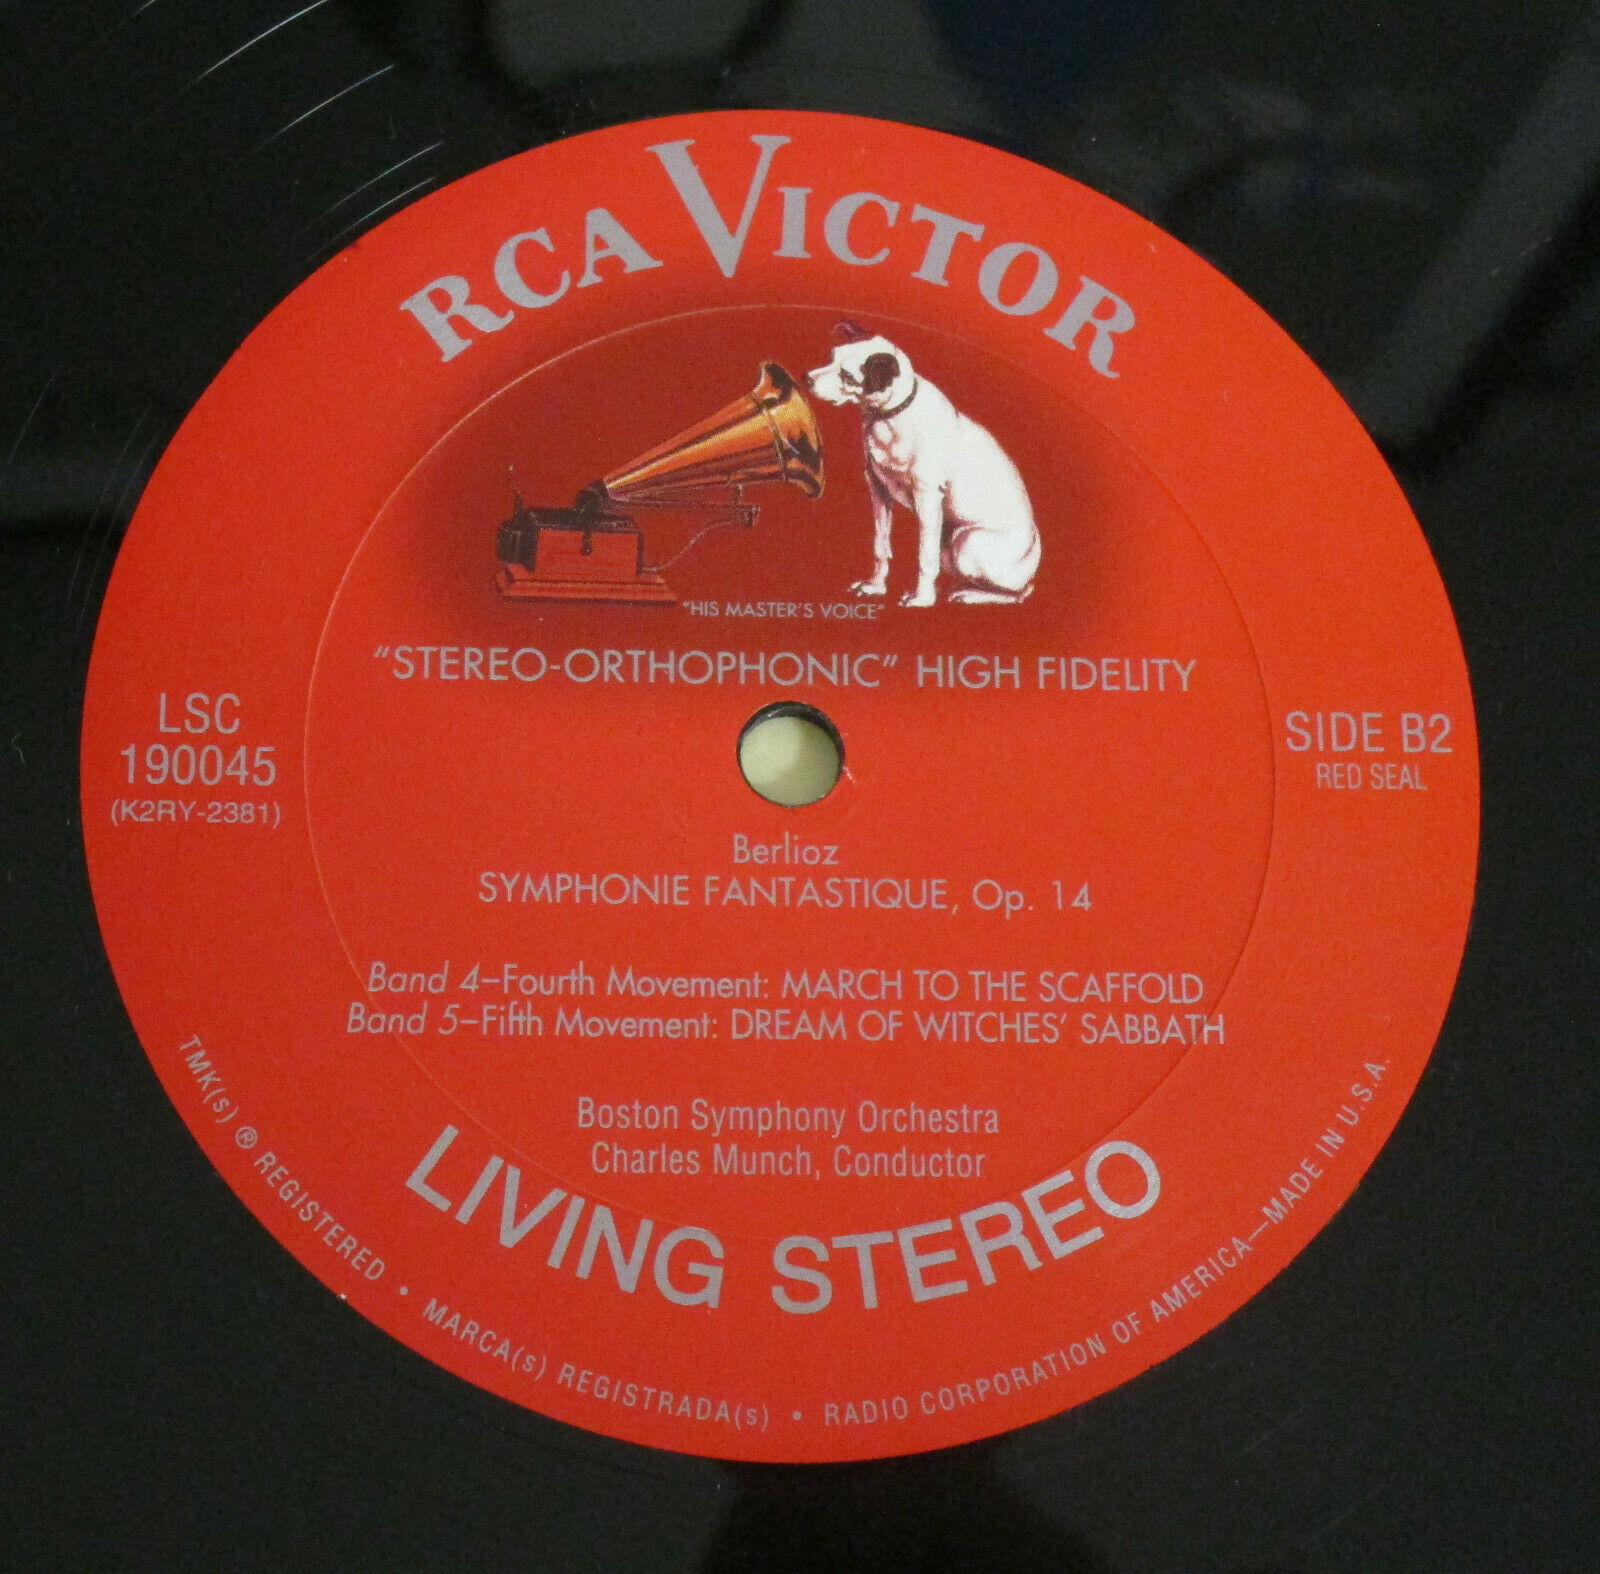 RCA VICTOR
"HIS MASTER'S VOICE"
"STEREO-ORTHOPHONIC" HIGH FIDELITY
LSC
190045
(K2RY-2381)
SIDE B2
RED SEAL
Berlioz
SYMPHONIE FANTASTIQUE, Op. 14
Band 4–Fourth Movement: MARCH TO THE SCAFFOLD
Band 5–Fifth Movement: DREAM OF WITCHES' SABBATH
Boston Symphony Orchestra
Charles Munch, Conductor
LIVING STEREO
TMK(s) ® REGISTERED • MARCA(s) REGISTRADA(s) • RADIO CORPORATION OF AMERICA—MADE IN U.S.A.